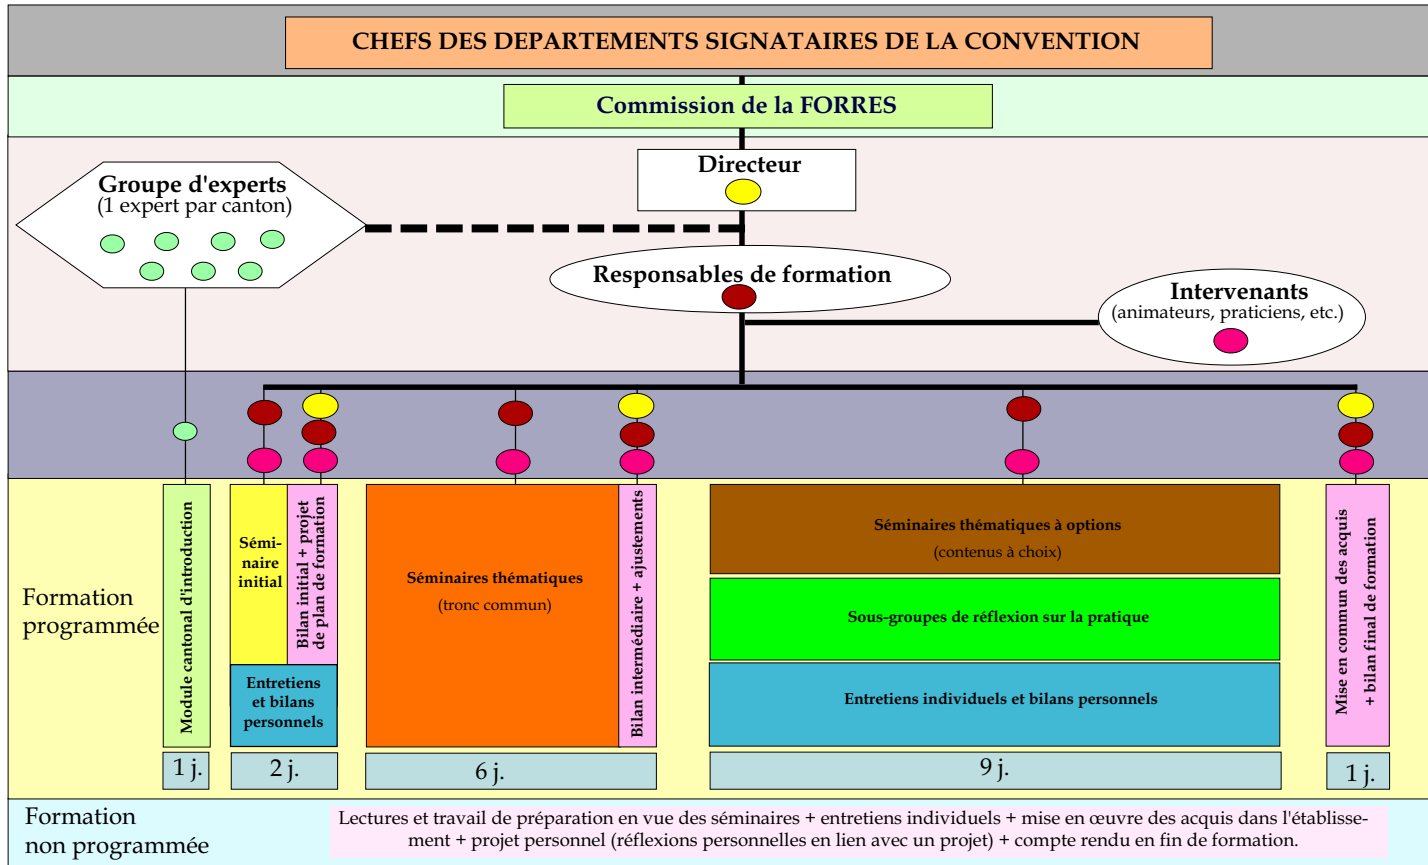 CHEFS DES DEPARTEMENTS SIGNATAIRES DE LA CONVENTION
Commission de la FORRES
Directeur
Groupe d'experts
(1 expert par canton)
Responsables de formation
Intervenants
(animateurs, praticiens, etc.)
Formation
programmée
Module cantonal d'introduction
Sémi-
naire
initial
Bilan initial + projet
de plan de formation
Entretiens
et bilans
personnels
Séminaires thématiques
(tronc commun)
Bilan intermédiaire + ajustements
Séminaires thématiques à options
(contenus à choix)
Sous-groupes de réflexion sur la pratique
Entretiens individuels et bilans personnels
Mise en commun des acquis
+ bilan final de formation
1 j.
2 j.
6 j.
9 j.
1 j.
Formation
non programmée
Lectures et travail de préparation en vue des séminaires + entretiens individuels + mise en œuvre des acquis dans l'établisse-
ment + projet personnel (réflexions personnelles en lien avec un projet) + compte rendu en fin de formation.